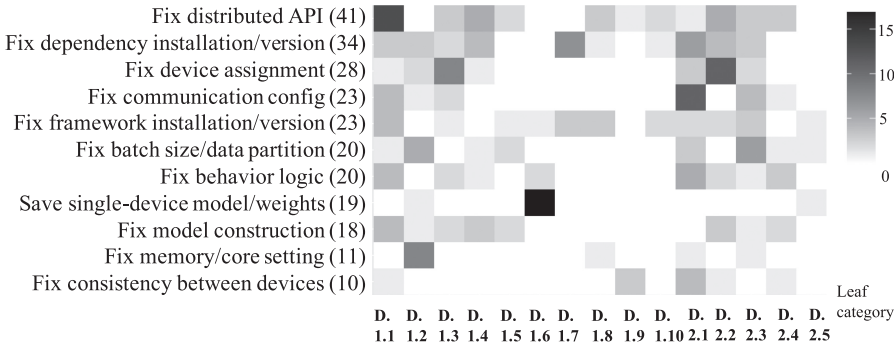 Fix distributed API (41)
Fix dependency installation/version (34)
Fix device assignment (28)
Fix communication config (23)
Fix framework installation/version (23)
Fix batch size/data partition (20)
Fix behavior logic (20)
Save single-device model/weights (19)
Fix model construction (18)
Fix memory/core setting (11)
Fix consistency between devices (10)
15
10
5
0
Leaf
category
D. D. D. D. D. D. D. D. D. D. D. D. D. D. D.
1.1 1.2 1.3 1.4 1.5 1.6 1.7 1.8 1.9 1.10 2.1 2.2 2.3 2.4 2.5